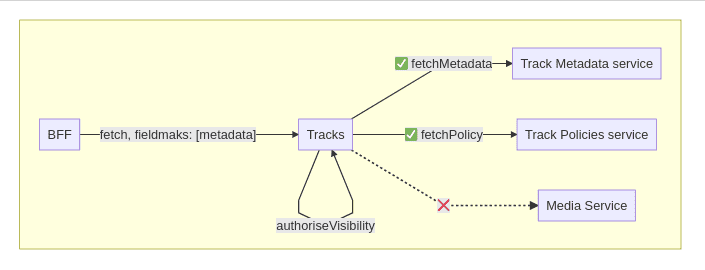 ✅ fetchMetadata
Track Metadata service
BFF
fetch, fieldmaks: [metadata]
Tracks
✅ fetchPolicy
Track Policies service
❌
Media Service
authoriseVisibility